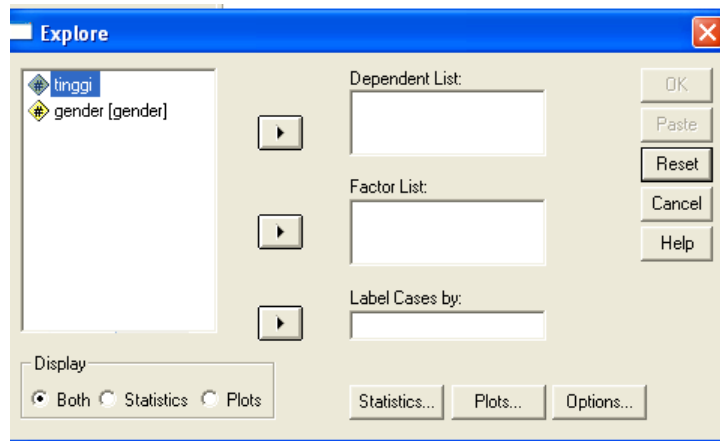 Explore
tinggi
gender [gender]
Dependent List:
Factor List:
Label Cases by:
OK
Paste
Reset
Cancel
Help
Display
Both Statistics Plots
Statistics... Plots... Options...